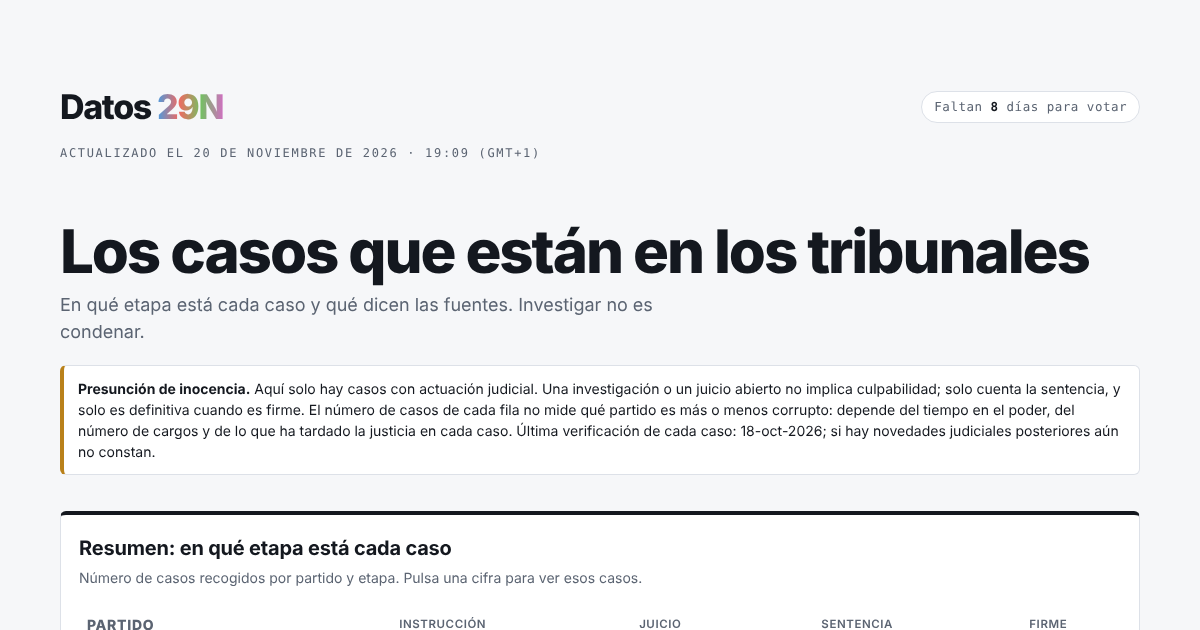 Datos 29N
Faltan 8 días para votar
ACTUALIZADO EL 20 DE NOVIEMBRE DE 2026 · 19:09 (GMT+1)
Los casos que están en los tribunales
En qué etapa está cada caso y qué dicen las fuentes. Investigar no es
condenar.
Presunción de inocencia. Aquí solo hay casos con actuación judicial. Una investigación o un juicio abierto no implica culpabilidad; solo cuenta la sentencia, y
solo es definitiva cuando es firme. El número de casos de cada fila no mide qué partido es más o menos corrupto: depende del tiempo en el poder, del
número de cargos y de lo que ha tardado la justicia en cada caso. Última verificación de cada caso: 18-oct-2026; si hay novedades judiciales posteriores aún
no constan.
Resumen: en qué etapa está cada caso
Número de casos recogidos por partido y etapa. Pulsa una cifra para ver esos casos.
PARTIDO INSTRUCCIÓN JUICIO SENTENCIA FIRME